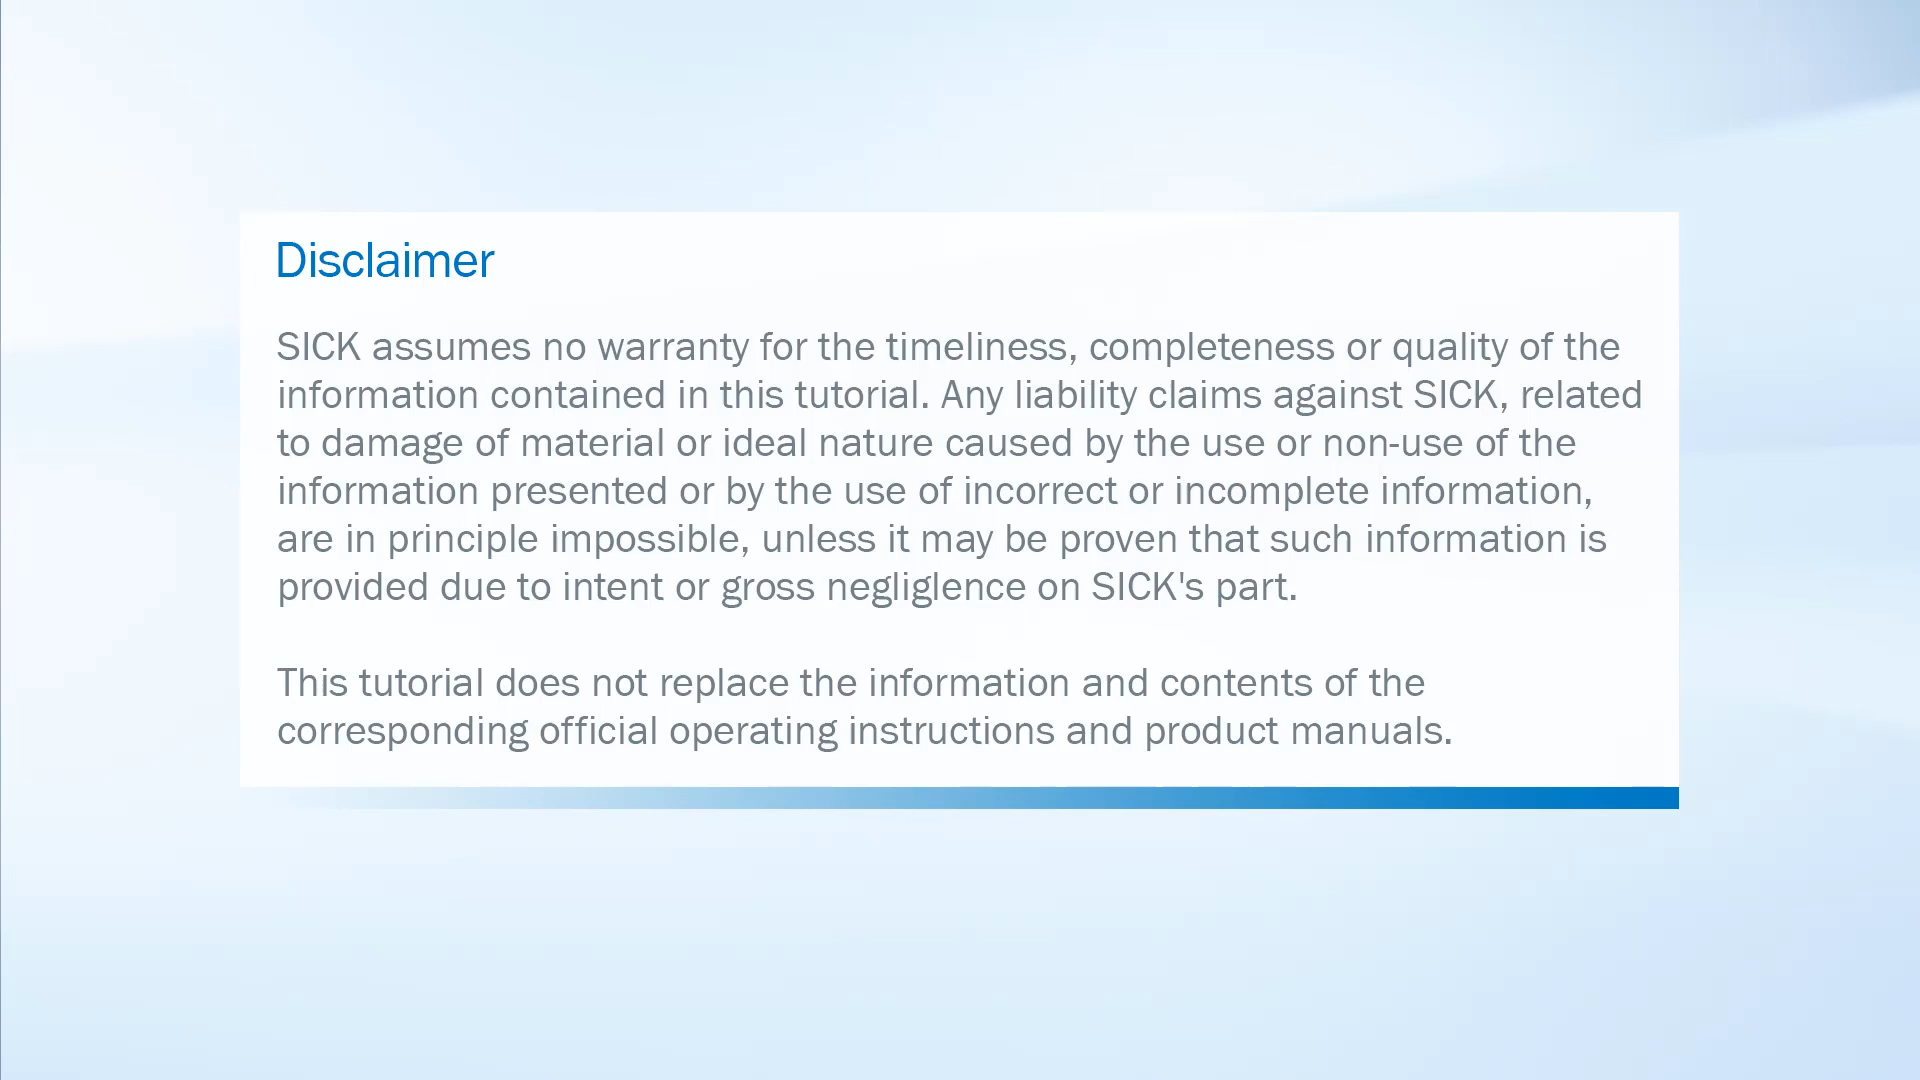 Disclaimer
SICK assumes no warranty for the timeliness, completeness or quality of the
information contained in this tutorial. Any liability claims against SICK, related
to damage of material or ideal nature caused by the use or non-use of the
information presented or by the use of incorrect or incomplete information,
are in principle impossible, unless it may be proven that such information is
provided due to intent or gross negliglence on SICK's part.
This tutorial does not replace the information and contents of the
corresponding official operating instructions and product manuals.